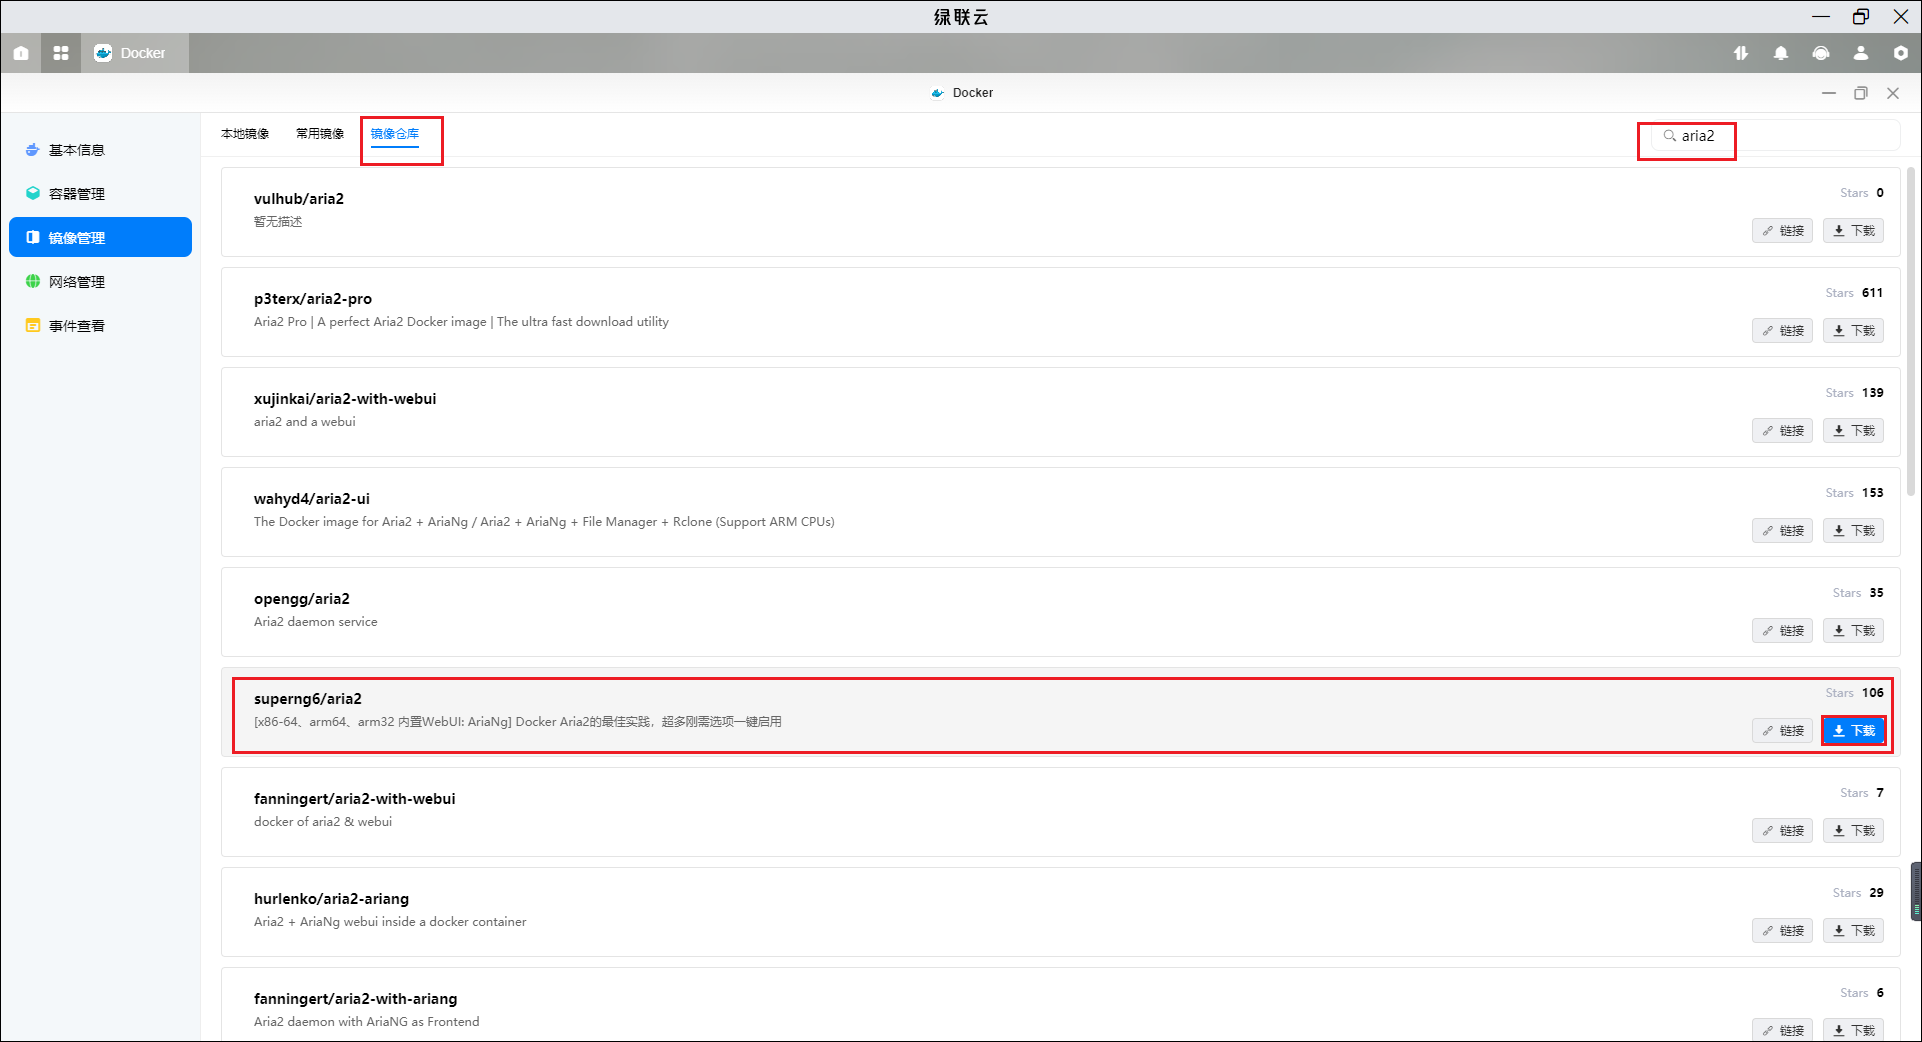 绿联云
Docker
Docker
基本信息
容器管理
镜像管理
网络管理
事件查看
本地镜像 常用镜像 镜像仓库
aria2
vulhub/aria2
暂无描述
Stars 0
链接 下载
p3terx/aria2-pro
Aria2 Pro | A perfect Aria2 Docker image | The ultra fast download utility
Stars 611
链接 下载
xujinkai/aria2-with-webui
aria2 and a webui
Stars 139
链接 下载
wahyd4/aria2-ui
The Docker image for Aria2 + AriaNg / Aria2 + AriaNg + File Manager + Rclone (Support ARM CPUs)
Stars 153
链接 下载
opengg/aria2
Aria2 daemon service
Stars 35
链接 下载
superng6/aria2
[x86-64、arm64、arm32 内置WebUI: AriaNg] Docker Aria2的最佳实践，超多刚需选项一键启用
Stars 106
链接 下载
fanningert/aria2-with-webui
docker of aria2 & webui
Stars 7
链接 下载
hurlenko/aria2-ariang
Aria2 + AriaNg webui inside a docker container
Stars 29
链接 下载
fanningert/aria2-with-ariang
Aria2 daemon with AriaNG as Frontend
Stars 6
链接 下载